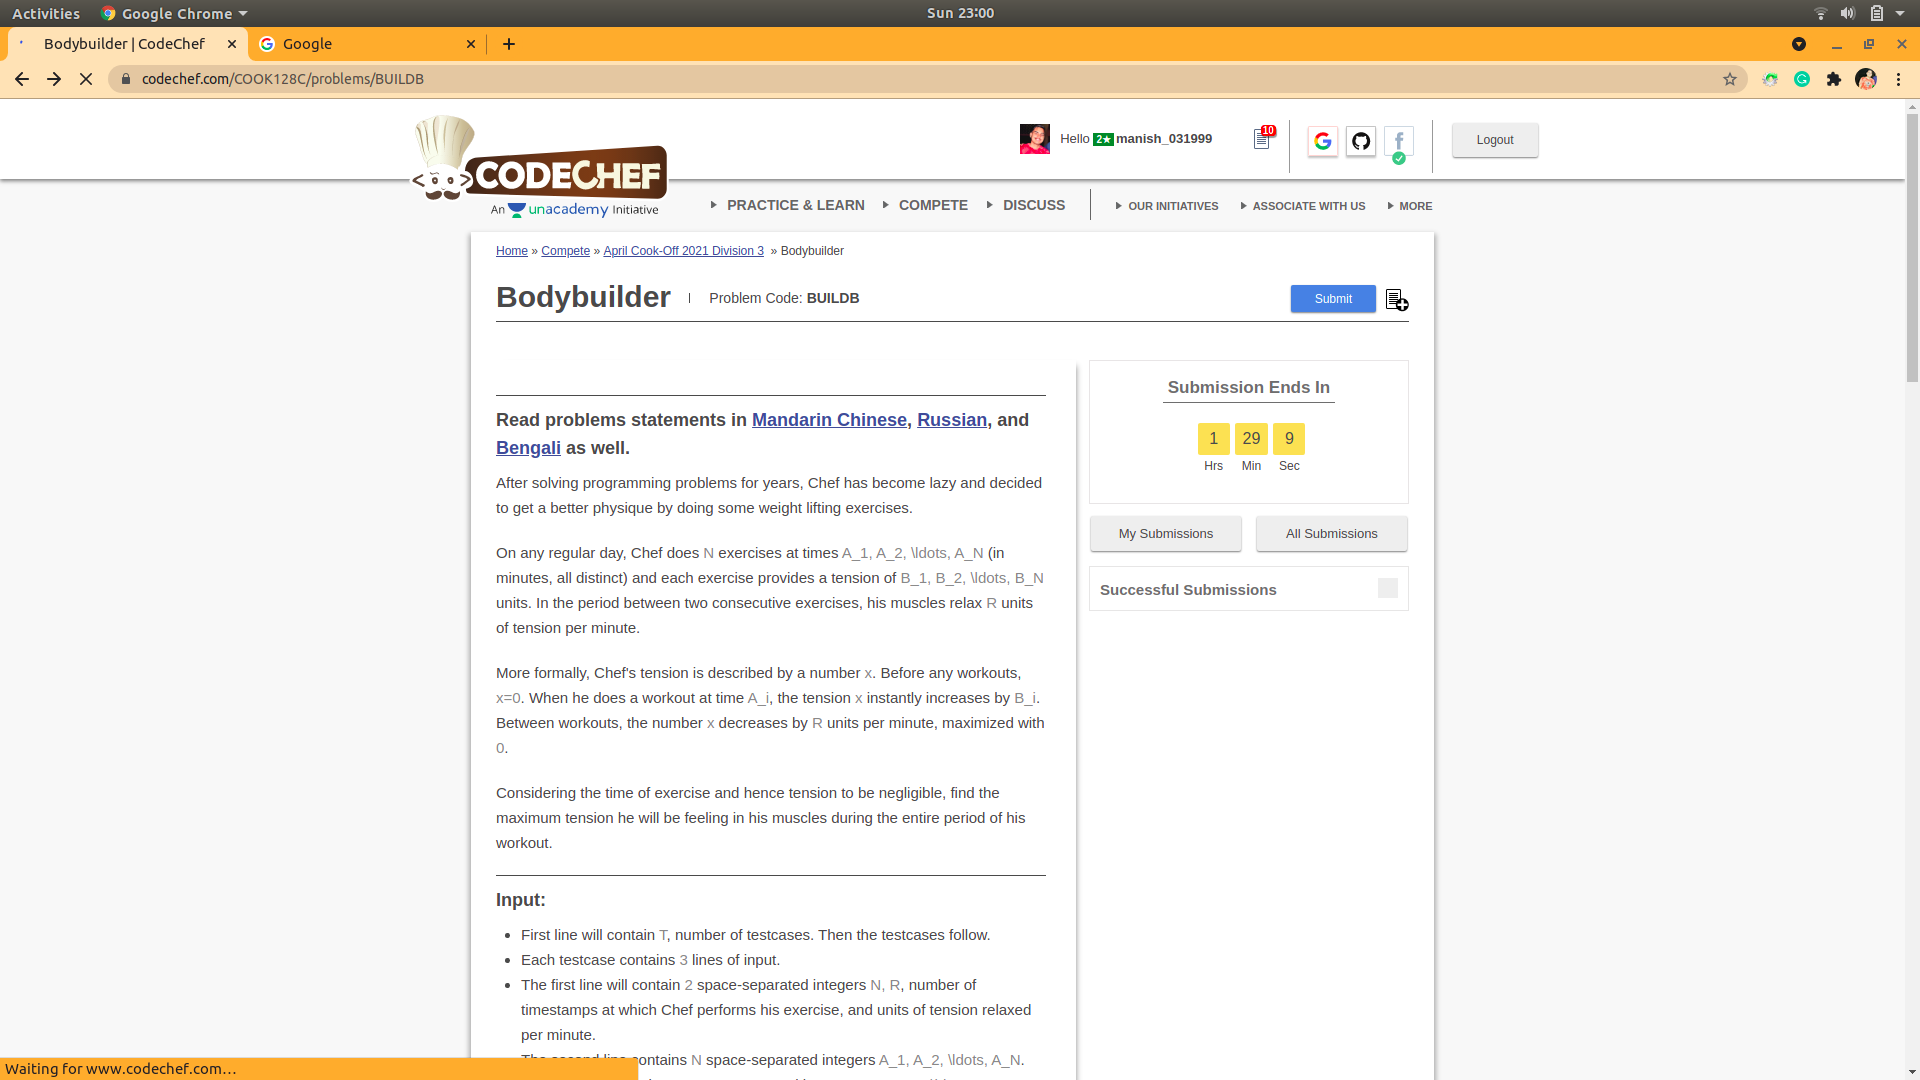 Activities
Google Chrome
Sun 23:00
Bodybuilder | CodeChef
Google
codechef.com/COOK128C/problems/BUILDB
CODECHEF
An unacademy Initiative
Hello 2★ manish_031999
10
Logout
PRACTICE & LEARN
COMPETE
DISCUSS
OUR INITIATIVES
ASSOCIATE WITH US
MORE
Home » Compete » April Cook-Off 2021 Division 3 » Bodybuilder
Bodybuilder
Problem Code: BUILDB
Submit
Read problems statements in Mandarin Chinese, Russian, and
Bengali as well.
After solving programming problems for years, Chef has become lazy and decided
to get a better physique by doing some weight lifting exercises.
On any regular day, Chef does N exercises at times A_1, A_2, \ldots, A_N (in
minutes, all distinct) and each exercise provides a tension of B_1, B_2, \ldots, B_N
units. In the period between two consecutive exercises, his muscles relax R units
of tension per minute.
More formally, Chef's tension is described by a number x. Before any workouts,
x=0. When he does a workout at time A_i, the tension x instantly increases by B_i.
Between workouts, the number x decreases by R units per minute, maximized with
0.
Considering the time of exercise and hence tension to be negligible, find the
maximum tension he will be feeling in his muscles during the entire period of his
workout.
Input:
• First line will contain T, number of testcases. Then the testcases follow.
• Each testcase contains 3 lines of input.
• The first line will contain 2 space-separated integers N, R, number of
timestamps at which Chef performs his exercise, and units of tension relaxed
per minute.
contains N space-separated integers A_1, A_2, \ldots, A_N.
Submission Ends In
1 29 9
Hrs Min Sec
My Submissions
All Submissions
Successful Submissions
Waiting for www.codechef.com…